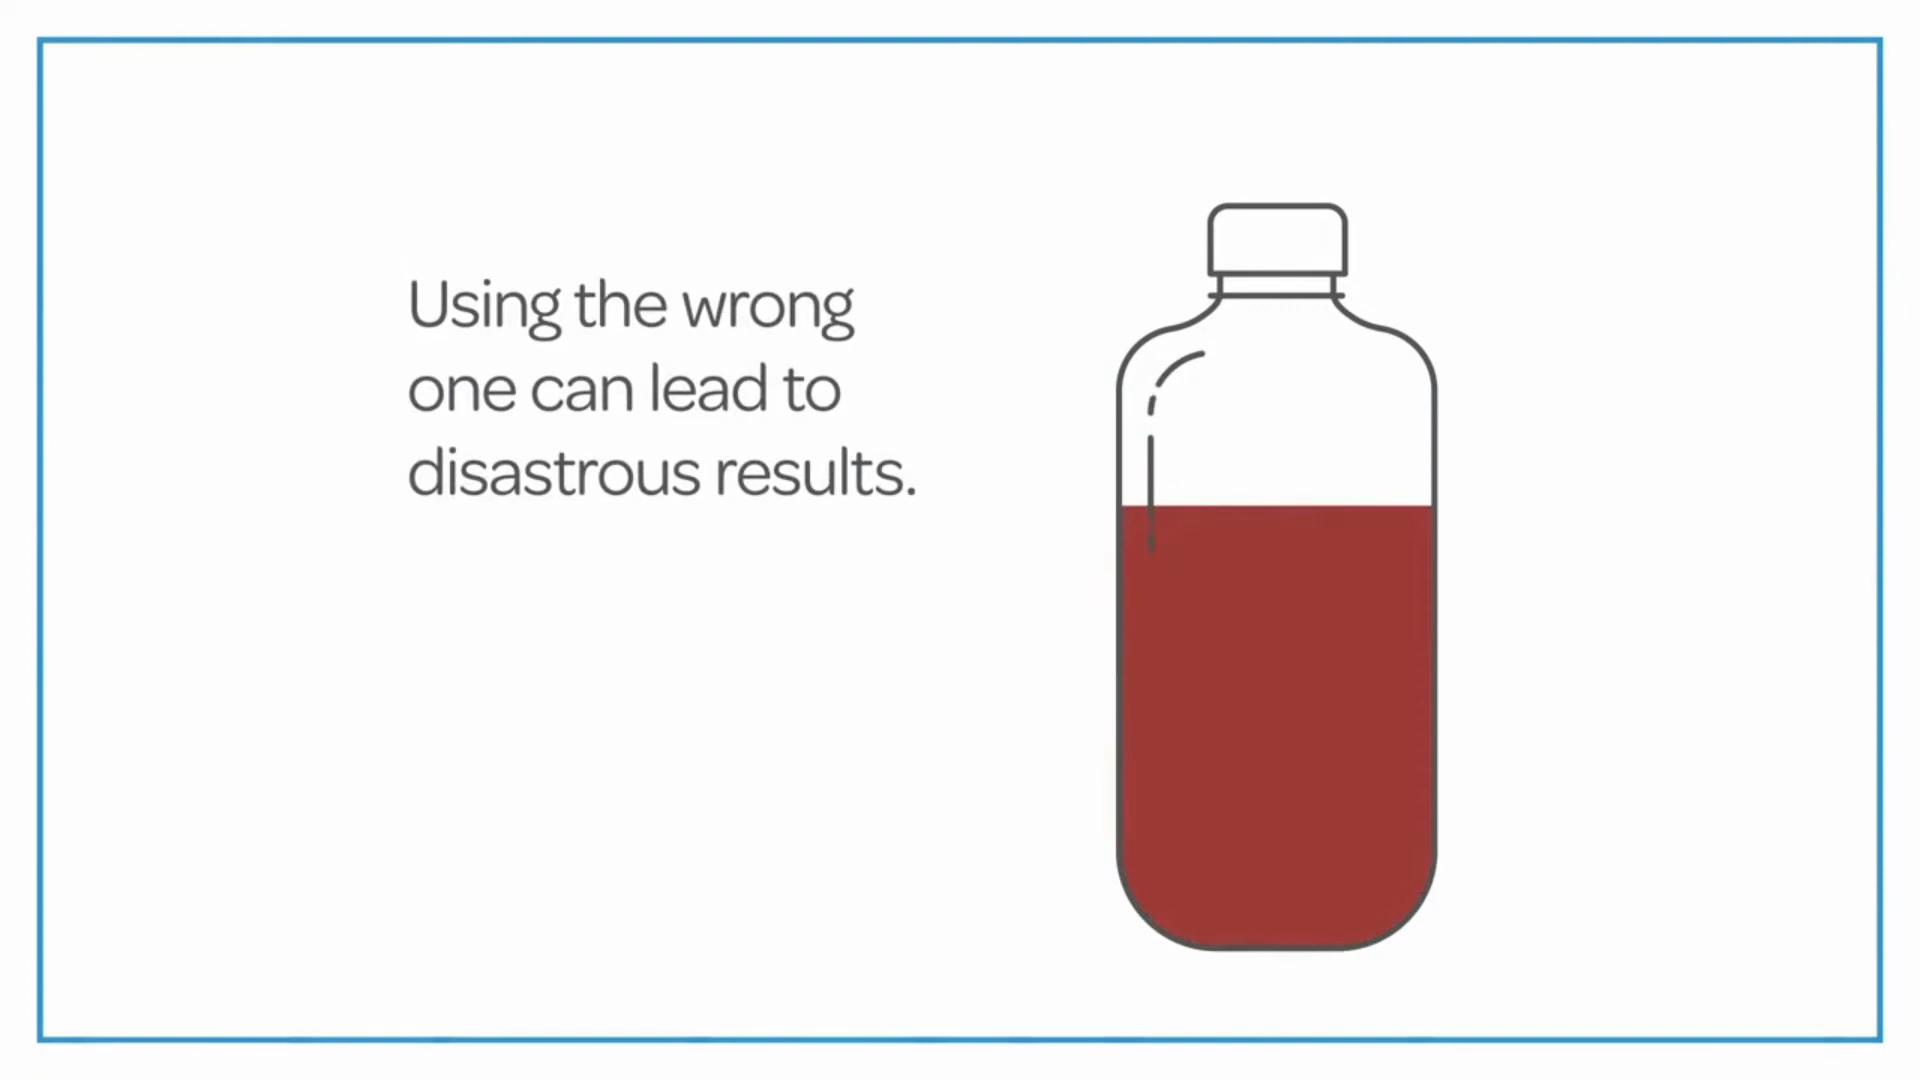 Using the wrong
one can lead to
disastrous results.